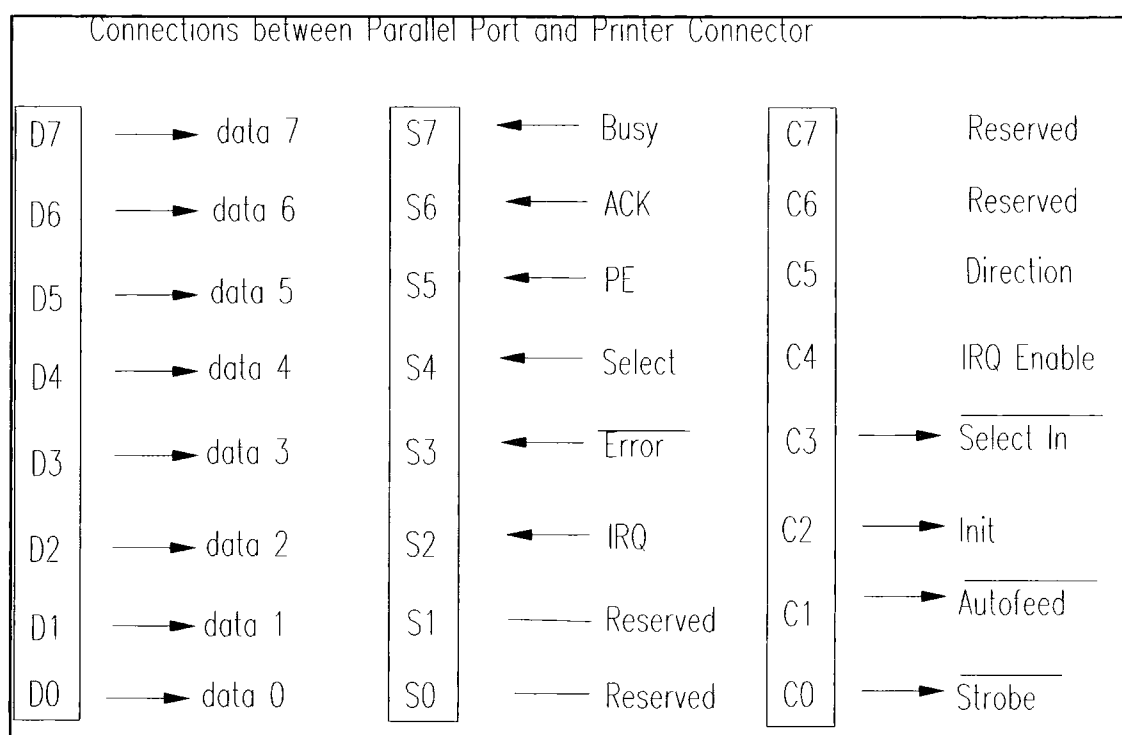 Connections between Parallel Port and Printer Connector
D7 data 7 S7 Busy C7 Reserved
D6 data 6 S6 ACK C6 Reserved
D5 data 5 S5 PE C5 Direction
D4 data 4 S4 Select C4 IRQ Enable
D3 data 3 S3 Error C3 Select In
D2 data 2 S2 IRQ C2 Init
D1 data 1 S1 Reserved C1 Autofeed
D0 data 0 S0 Reserved C0 Strobe